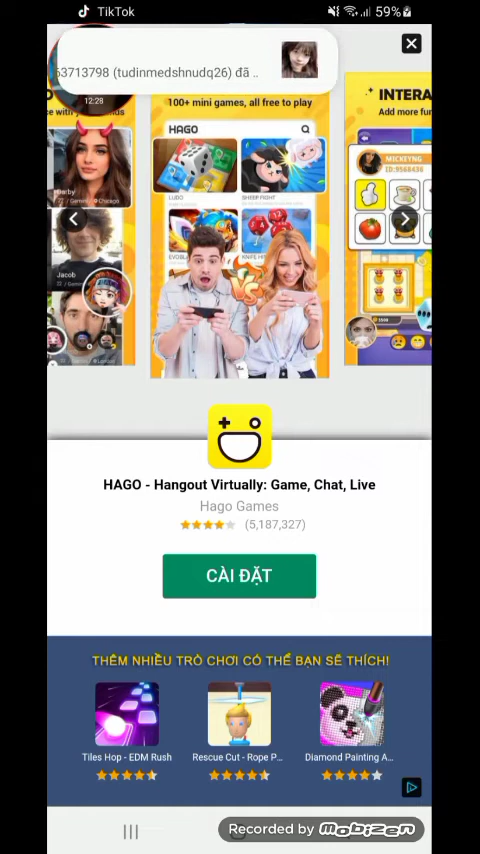 TikTok
59%
63713798 (tudinmedshnudq26) đã ..
12:28
100+ mini games, all free to play
HAGO
LUDO
SHEEP FIGHT
VS
Jacob
INTERA
Add more fun
MICKEYNG
ID:9568436
HAGO - Hangout Virtually: Game, Chat, Live
Hago Games
(5,187,327)
CÀI ĐẶT
THÊM NHIỀU TRÒ CHƠI CÓ THỂ BẠN SẼ THÍCH!
Tiles Hop - EDM Rush
Rescue Cut - Rope P...
Diamond Painting A...
Recorded by MOBIZEN